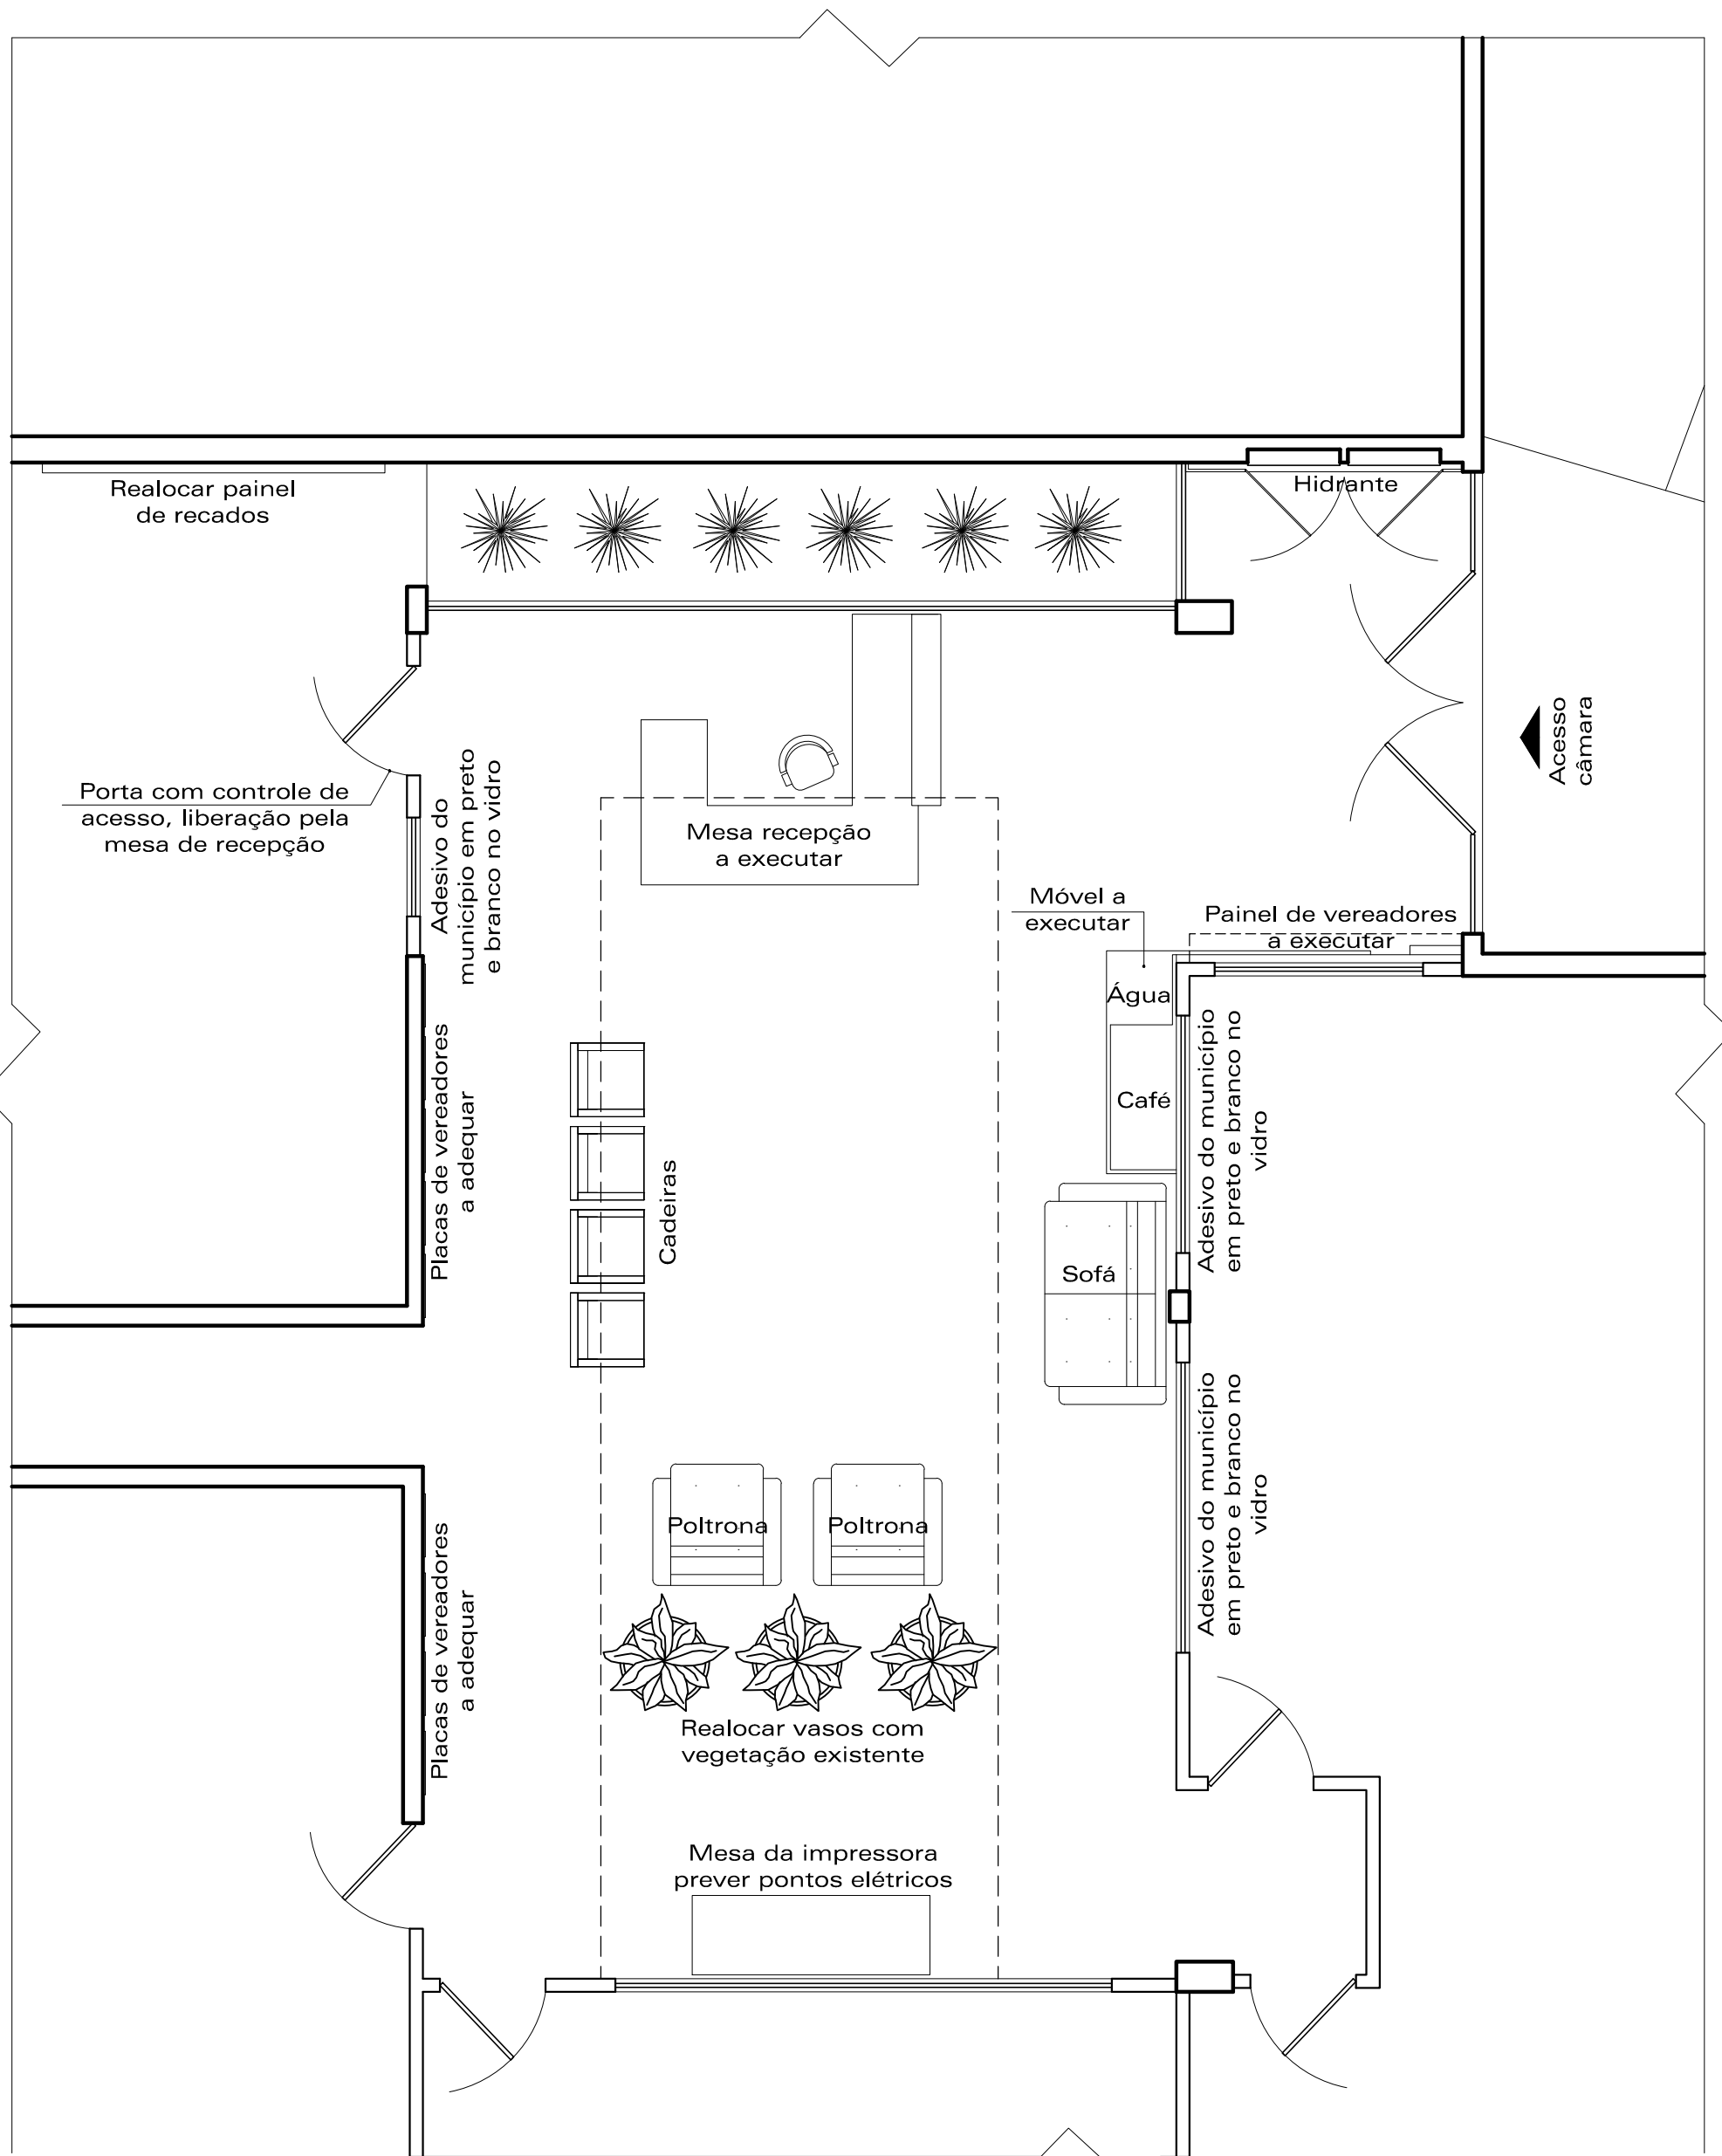 Realocar painel
de recados
Hidrante
Acesso
câmara
Porta com controle de
acesso, liberação pela
mesa de recepção
Adesivo do
município em preto
e branco no vidro
Mesa recepção
a executar
Móvel a
executar
Painel de vereadores
a executar
Água
Café
Placas de vereadores
a adequar
Cadeiras
Adesivo do município
em preto e branco no
vidro
Sofá
Adesivo do município
em preto e branco no
vidro
Poltrona
Poltrona
Placas de vereadores
a adequar
Realocar vasos com
vegetação existente
Mesa da impressora
prever pontos elétricos